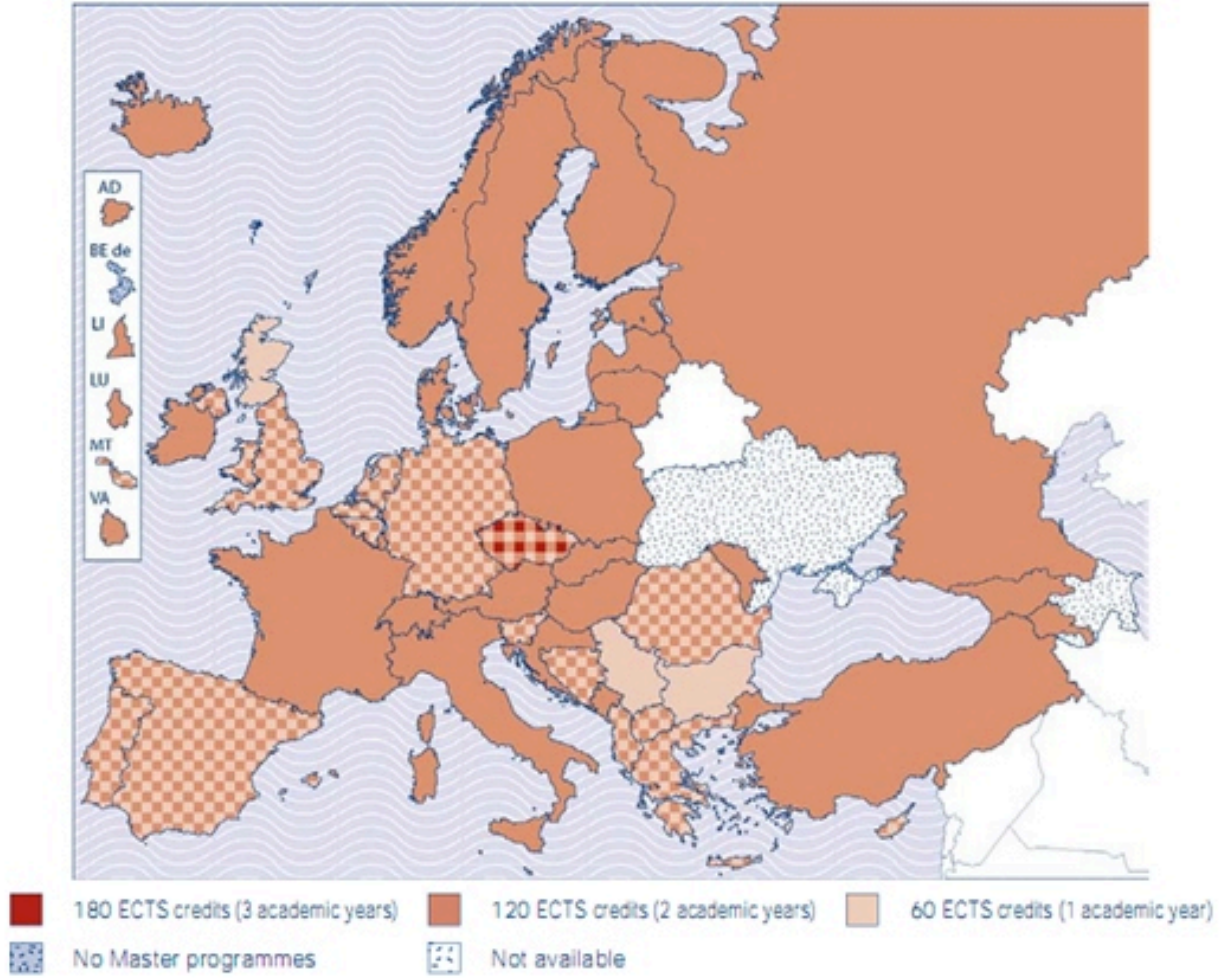 AD
BE de
LI
LU
MT
VA
180 ECTS credits (3 academic years)
120 ECTS credits (2 academic years)
60 ECTS credits (1 academic year)
No Master programmes
Not available